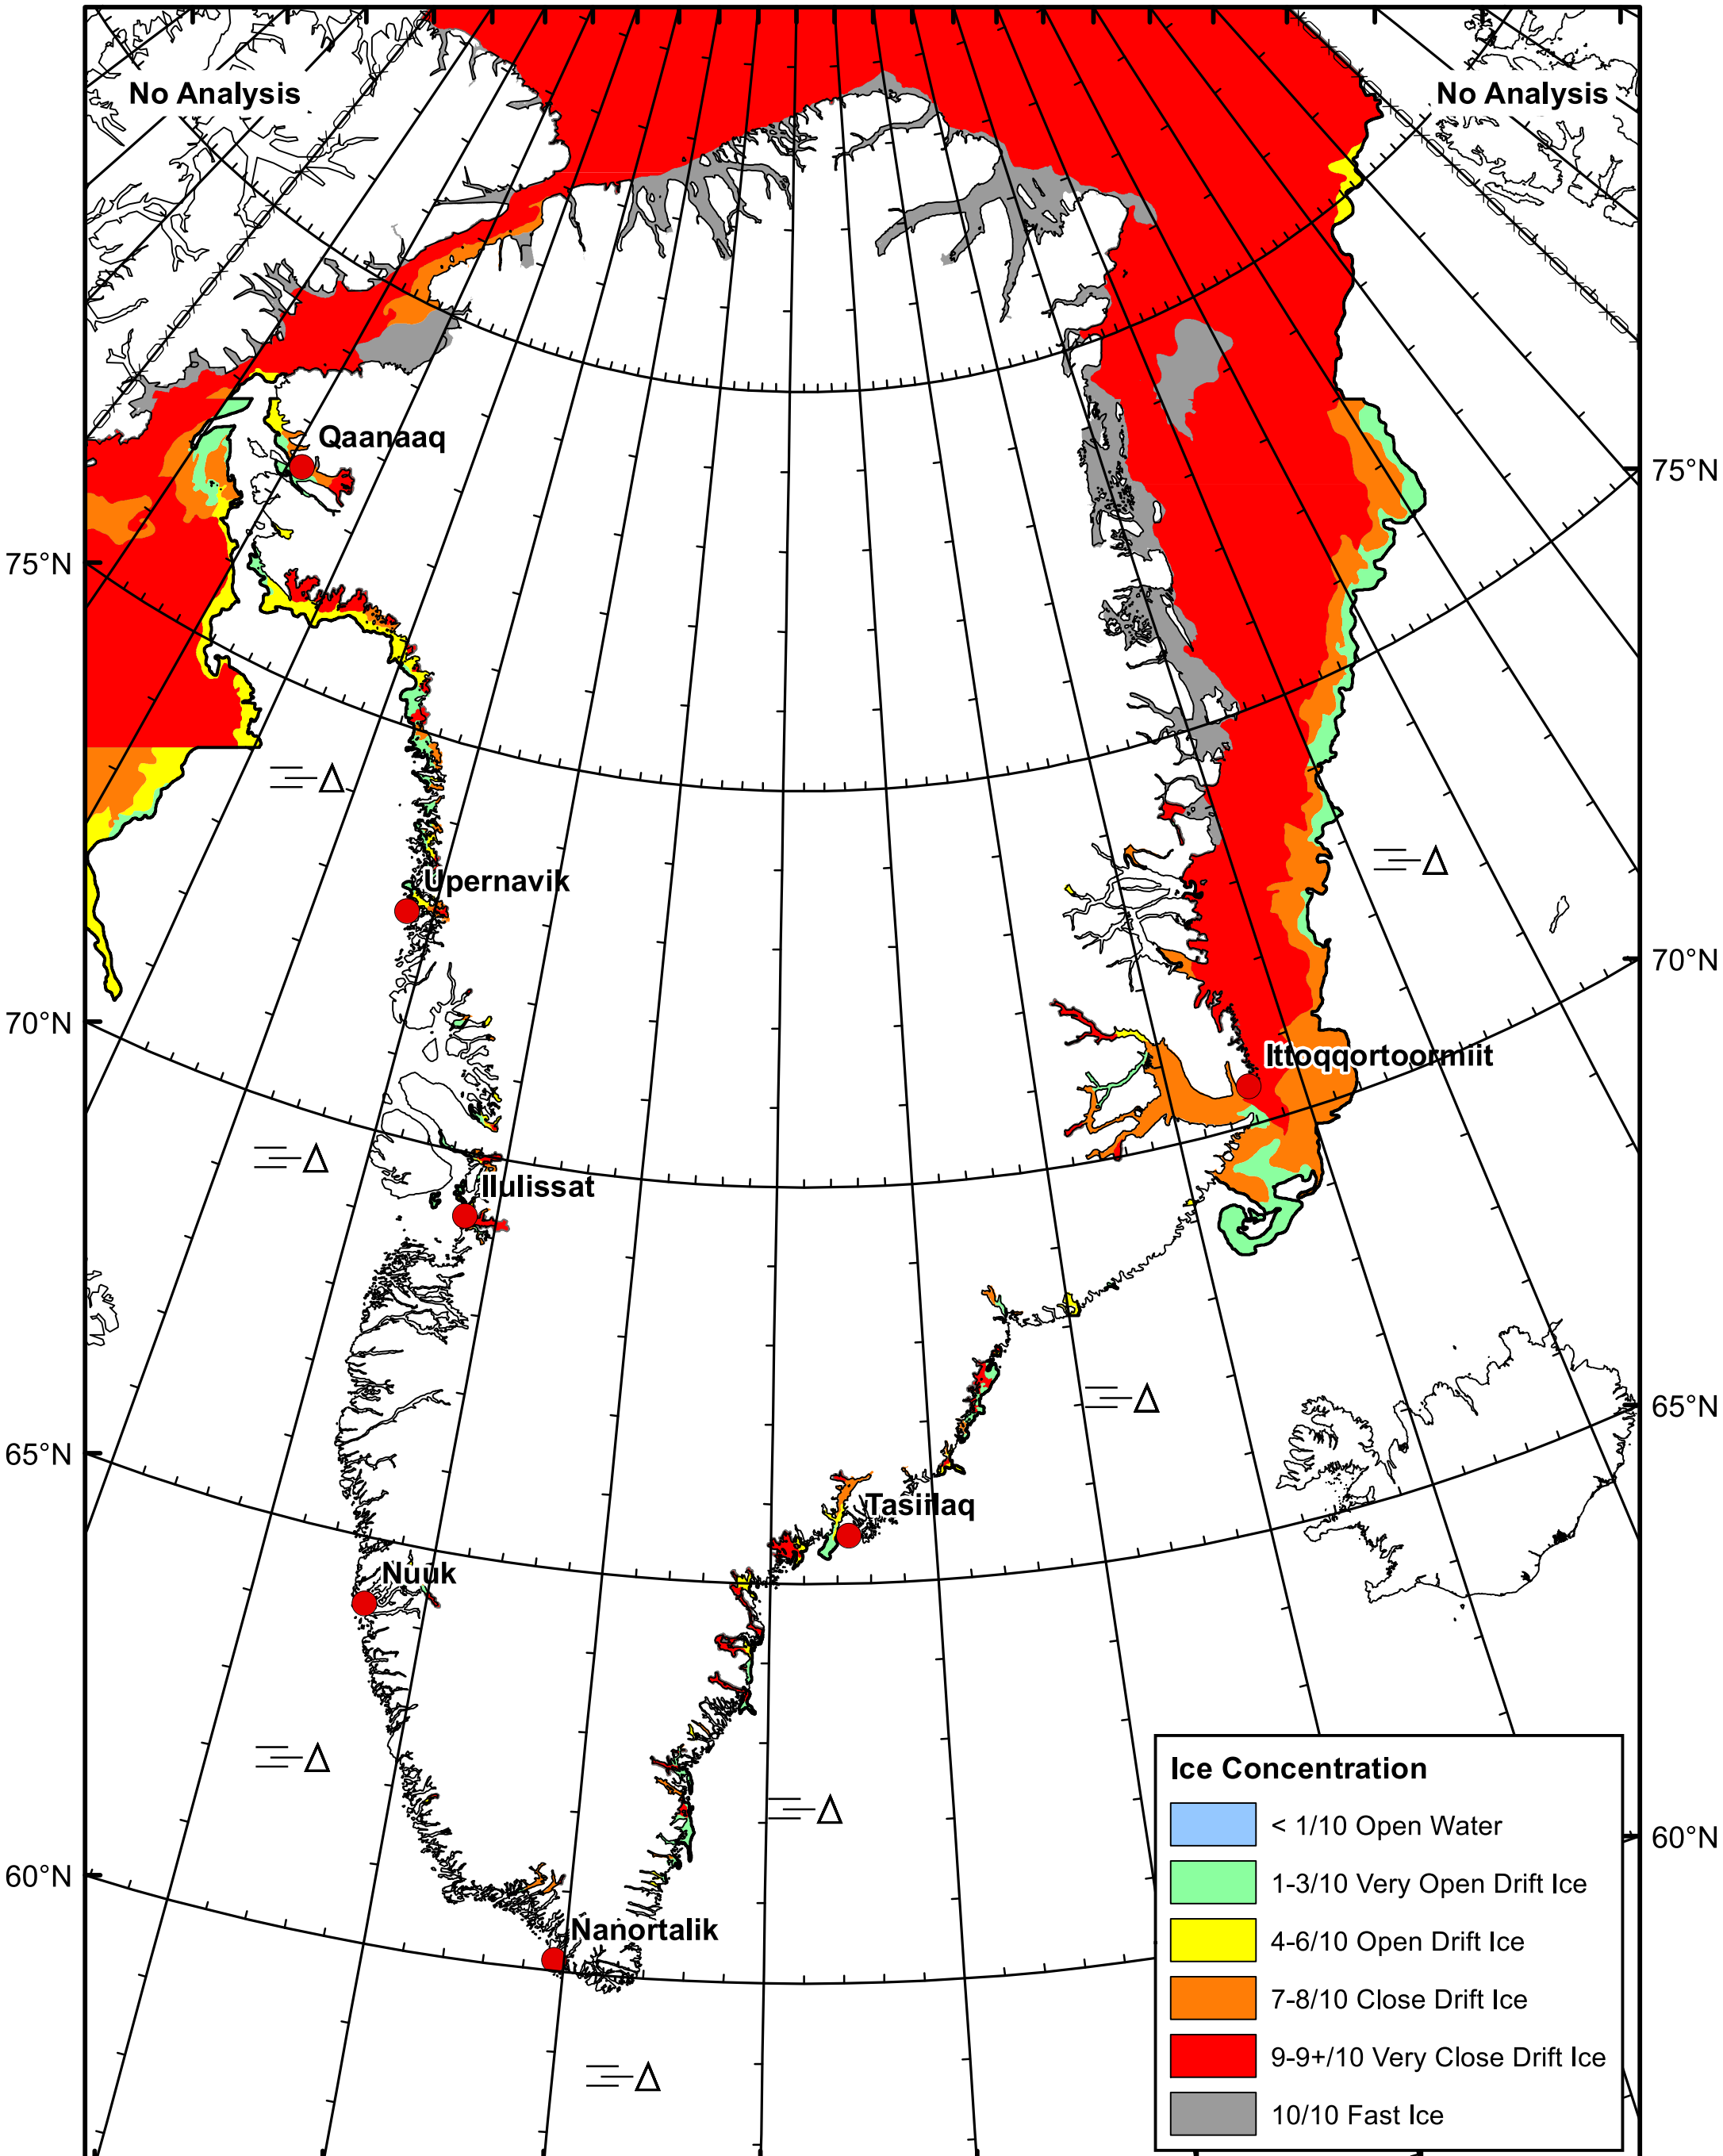 No Analysis
No Analysis
Qaanaaq
75°N
75°N
Upernavik
70°N
70°N
Ittoqqortoormiit
Ilulissat
65°N
65°N
Tasiilaq
Nuuk
Ice Concentration
< 1/10 Open Water
60°N
60°N
1-3/10 Very Open Drift Ice
Nanortalik
4-6/10 Open Drift Ice
7-8/10 Close Drift Ice
9-9+/10 Very Close Drift Ice
10/10 Fast Ice